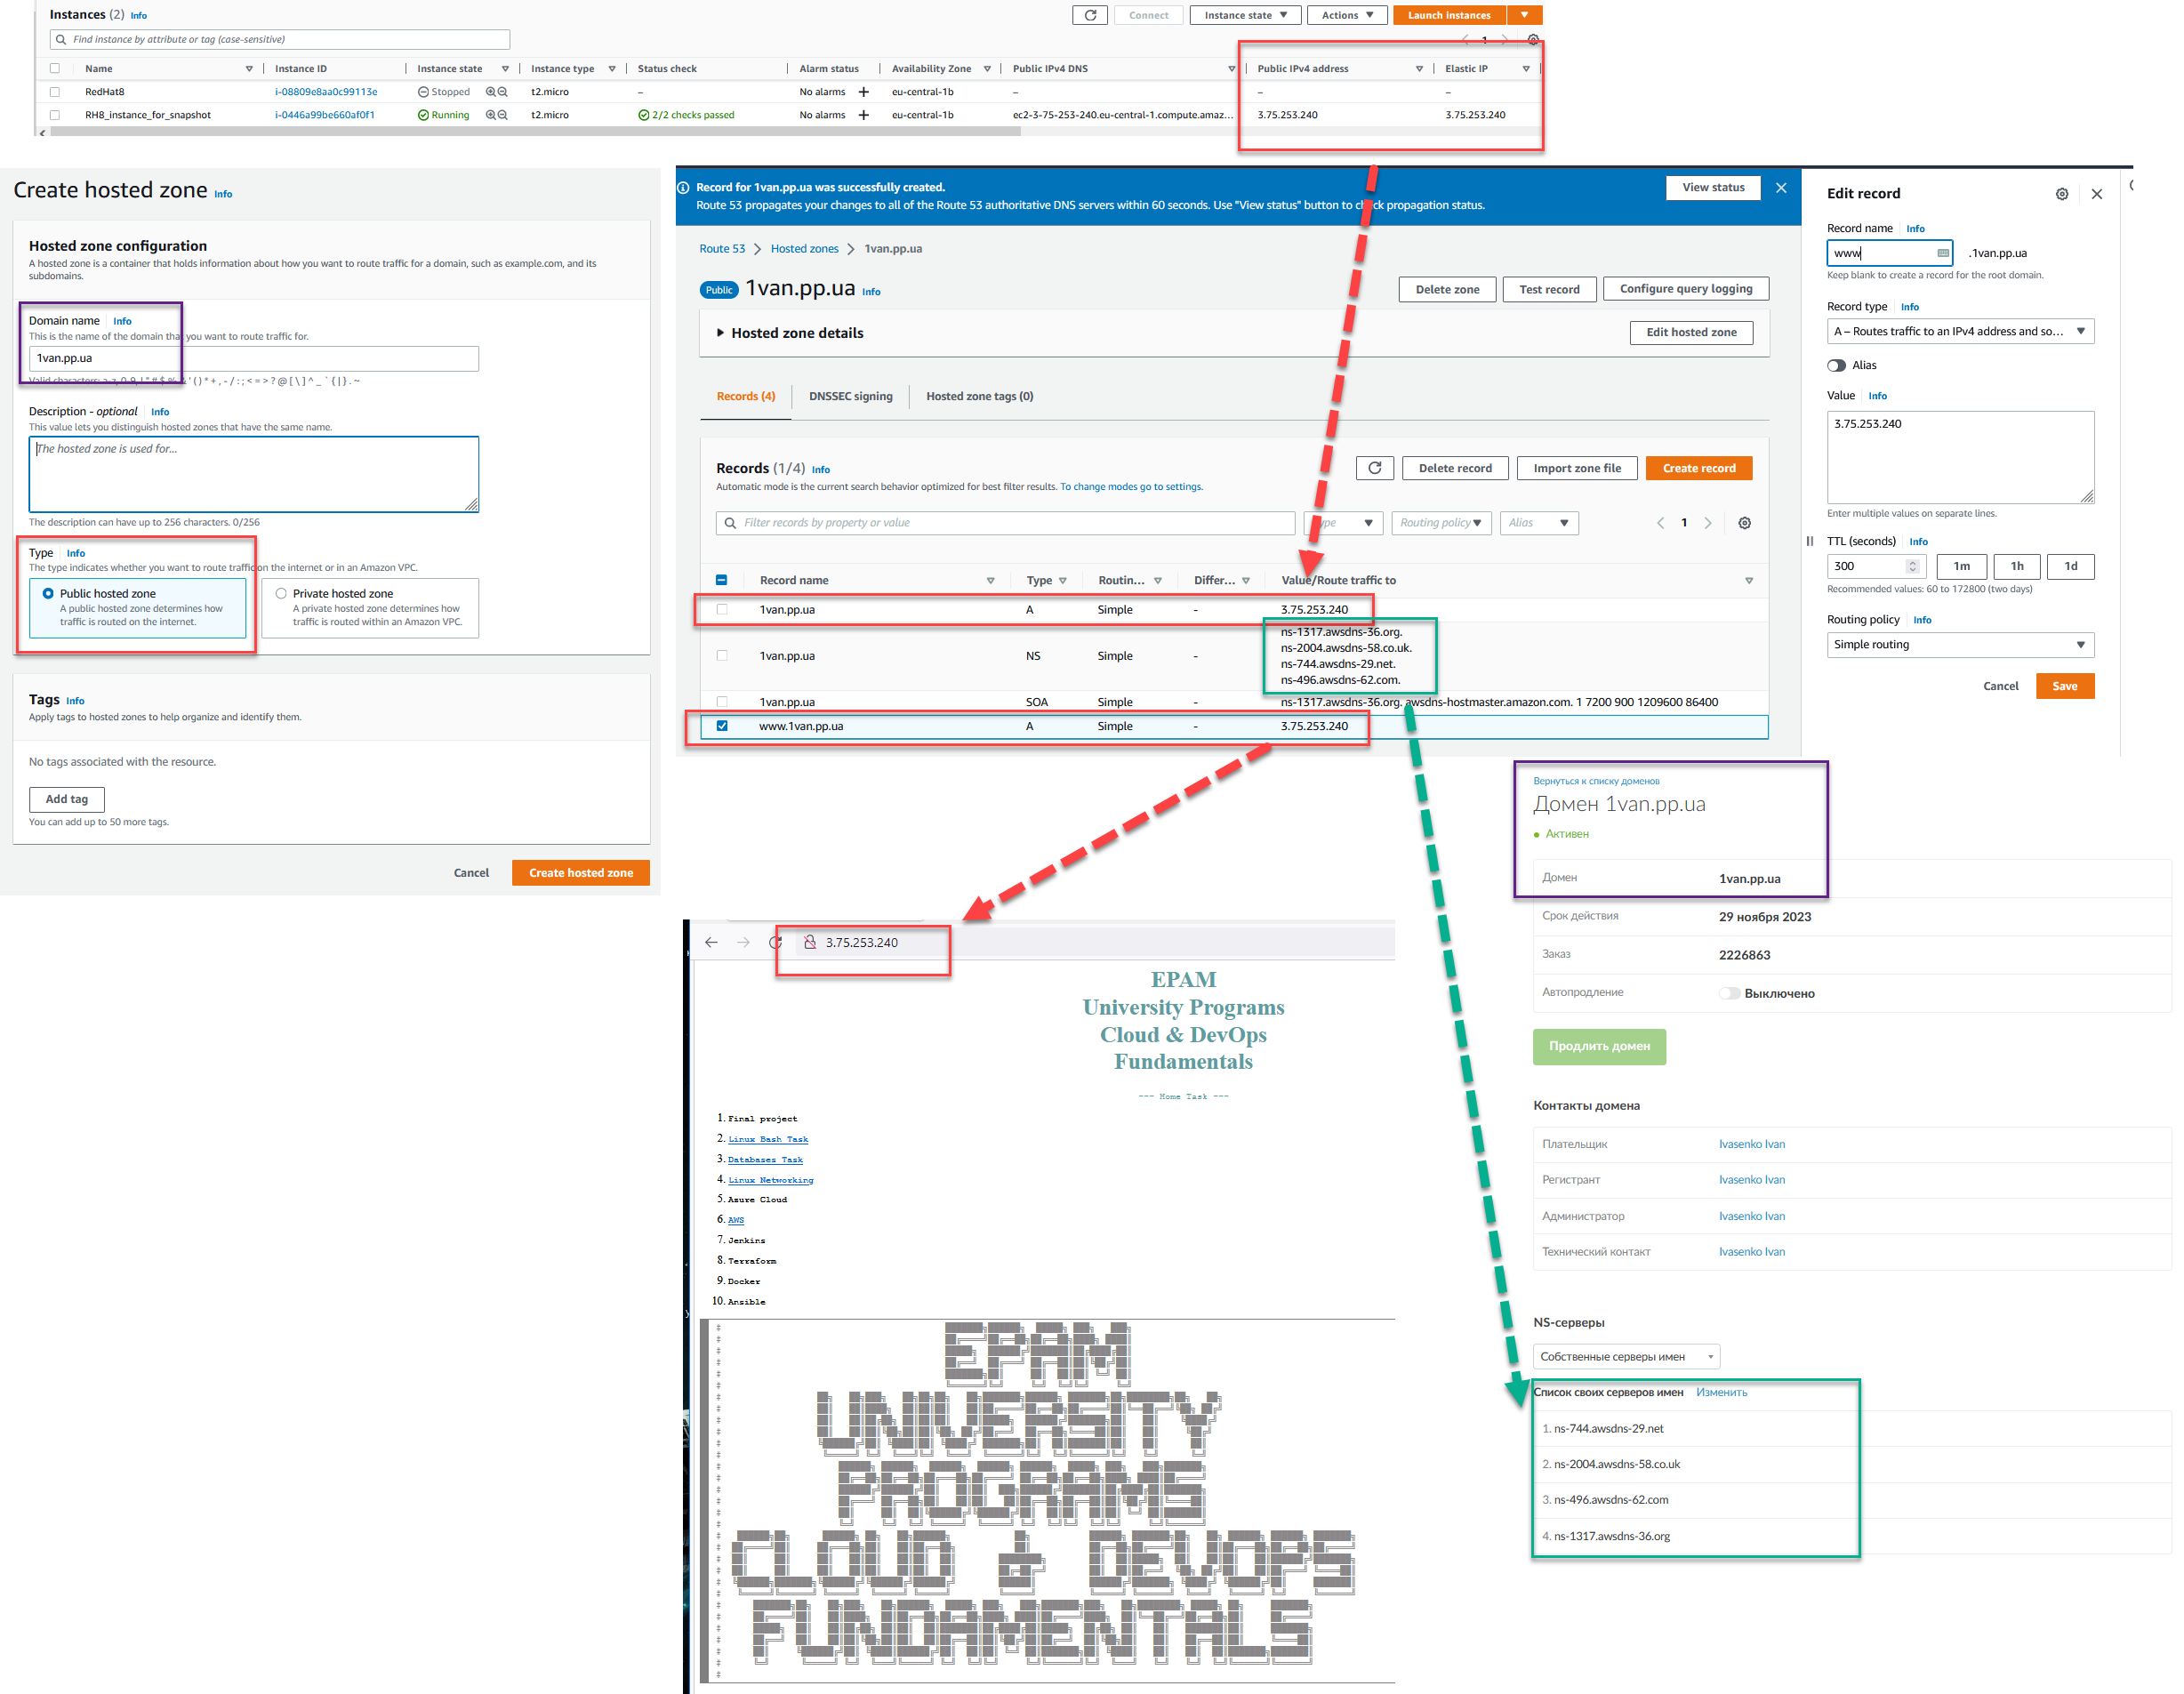 Instances (2) Info
Connect
Instance state
Actions
Launch instances
Find instance by attribute or tag (case-sensitive)
1
Name
Instance ID
Instance state
Instance type
Status check
Alarm status
Availability Zone
Public IPv4 DNS
Public IPv4 address
Elastic IP
RedHat8
i-08809e8aa0c99113e
Stopped
t2.micro
–
No alarms +
eu-central-1b
–
–
–
RH8_instance_for_snapshot
i-0446a99be660af0f1
Running
t2.micro
2/2 checks passed
No alarms +
eu-central-1b
ec2-3-75-253-240.eu-central-1.compute.amaz...
3.75.253.240
3.75.253.240
Create hosted zone Info
Hosted zone configuration
A hosted zone is a container that holds information about how you want to route traffic for a domain, such as example.com, and its
subdomains.
Domain name Info
This is the name of the domain that you want to route traffic for.
1van.pp.ua
Valid characters: a-z, 0-9, ! " # $ % & ' ( ) * + , - / : ; < = > ? @ [ \ ] ^ _ ` { | } . ~
Description - optional Info
This value lets you distinguish hosted zones that have the same name.
The hosted zone is used for...
The description can have up to 256 characters. 0/256
Type Info
The type indicates whether you want to route traffic on the internet or in an Amazon VPC.
Public hosted zone
A public hosted zone determines how
traffic is routed on the internet.
Private hosted zone
A private hosted zone determines how
traffic is routed within an Amazon VPC.
Tags Info
Apply tags to hosted zones to help organize and identify them.
No tags associated with the resource.
Add tag
You can add up to 50 more tags.
Cancel
Create hosted zone
Record for 1van.pp.ua was successfully created.
Route 53 propagates your changes to all of the Route 53 authoritative DNS servers within 60 seconds. Use "View status" button to check propagation status.
View status
Route 53 > Hosted zones > 1van.pp.ua
Public 1van.pp.ua Info
Delete zone
Test record
Configure query logging
Hosted zone details
Edit hosted zone
Records (4)
DNSSEC signing
Hosted zone tags (0)
Records (1/4) Info
Automatic mode is the current search behavior optimized for best filter results. To change modes go to settings.
Delete record
Import zone file
Create record
Filter records by property or value
Type
Routing policy
Alias
1
Record name
Type
Routin...
Differ...
Value/Route traffic to
1van.pp.ua A Simple - 3.75.253.240
1van.pp.ua NS Simple -
ns-1317.awsdns-36.org.
ns-2004.awsdns-58.co.uk.
ns-744.awsdns-29.net.
ns-496.awsdns-62.com.
1van.pp.ua SOA Simple - ns-1317.awsdns-36.org. awsdns-hostmaster.amazon.com. 1 7200 900 1209600 86400
www.1van.pp.ua A Simple - 3.75.253.240
Edit record
Record name Info
www .1van.pp.ua
Keep blank to create a record for the root domain.
Record type Info
A – Routes traffic to an IPv4 address and so...
Alias
Value Info
3.75.253.240
Enter multiple values on separate lines.
TTL (seconds) Info
300
1m
1h
1d
Recommended values: 60 to 172800 (two days)
Routing policy Info
Simple routing
Cancel
Save
3.75.253.240
EPAM
University Programs
Cloud & DevOps
Fundamentals
--- Home Task ---
1. Final project
2. Linux Bash Task
3. Databases Task
4. Linux Networking
5. Azure Cloud
6. AWS
7. Jenkins
8. Terraform
9. Docker
10. Ansible
EPAM
UNIVERSITY
PROGRAMS
CLOUD & DEVOPS
FUNDAMENTALS
Вернуться к списку доменов
Домен 1van.pp.ua
Активен
Домен 1van.pp.ua
Срок действия 29 ноября 2023
Заказ 2226863
Автопродление Выключено
Продлить домен
Контакты домена
Плательщик Ivasenko Ivan
Регистрант Ivasenko Ivan
Администратор Ivasenko Ivan
Технический контакт Ivasenko Ivan
NS-серверы
Собственные серверы имен
Список своих серверов имен Изменить
1. ns-744.awsdns-29.net
2. ns-2004.awsdns-58.co.uk
3. ns-496.awsdns-62.com
4. ns-1317.awsdns-36.org